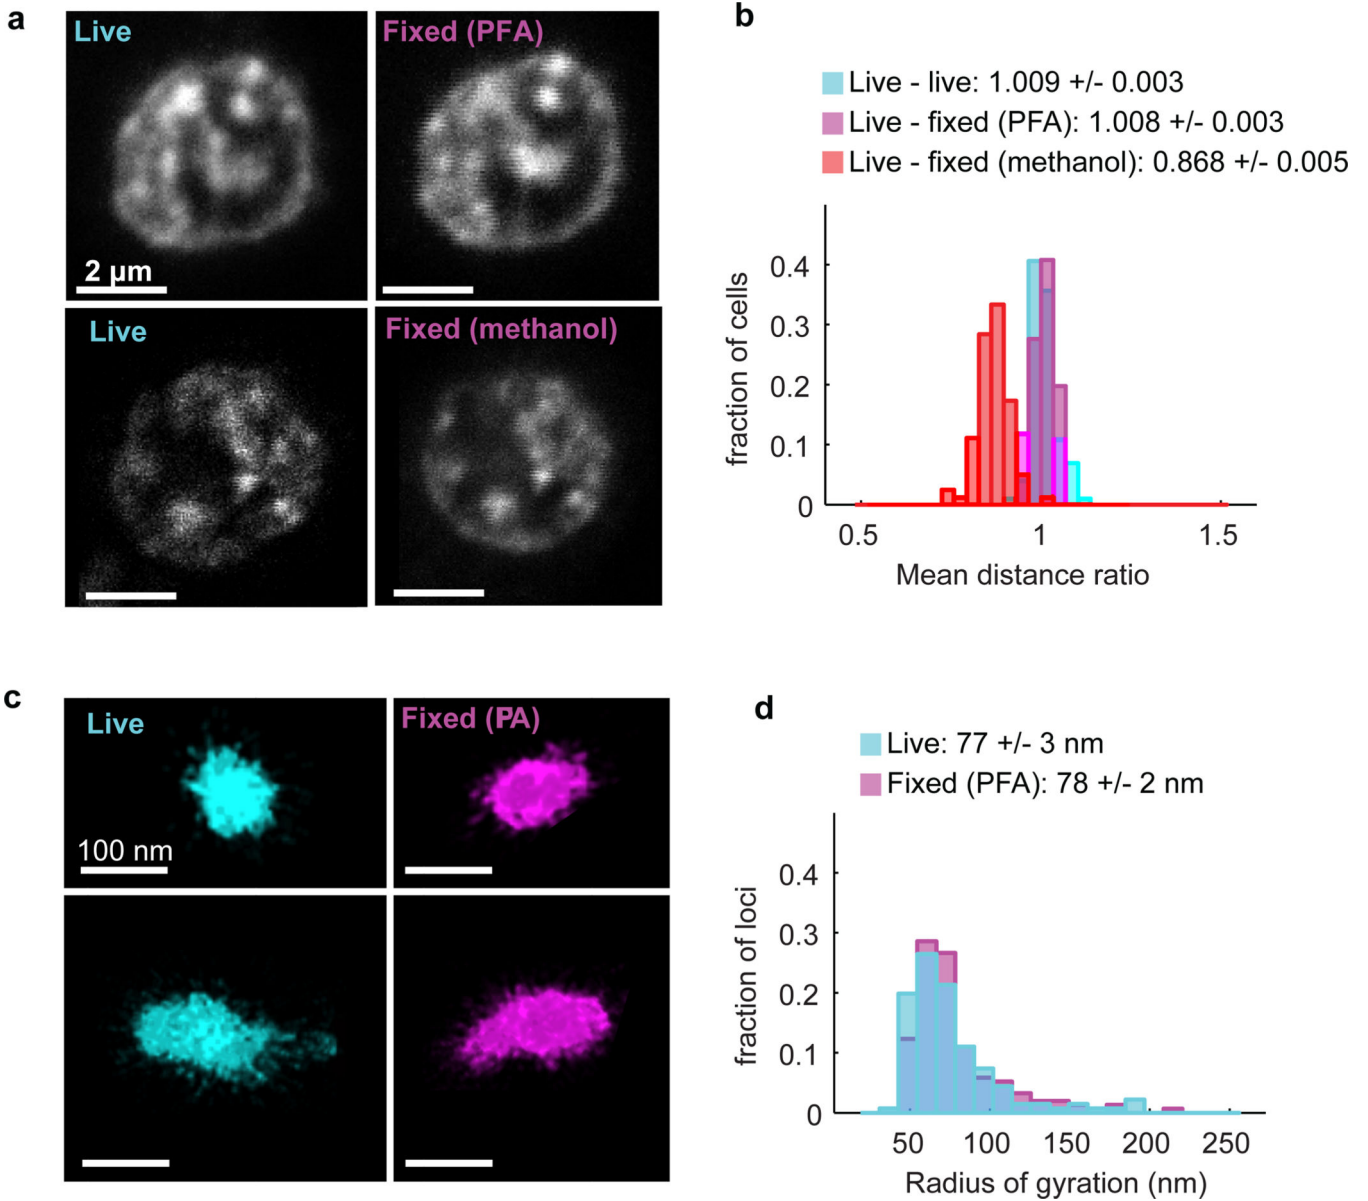 a
Live
Fixed (PFA)
2 µm
Live
Fixed (methanol)
b
Live - live: 1.009 +/- 0.003
Live - fixed (PFA): 1.008 +/- 0.003
Live - fixed (methanol): 0.868 +/- 0.005
fraction of cells
0.4
0.3
0.2
0.1
0
0.5
1
1.5
Mean distance ratio
c
Live
Fixed (PA)
100 nm
d
Live: 77 +/- 3 nm
Fixed (PFA): 78 +/- 2 nm
fraction of loci
0.4
0.3
0.2
0.1
0
50
100
150
200
250
Radius of gyration (nm)